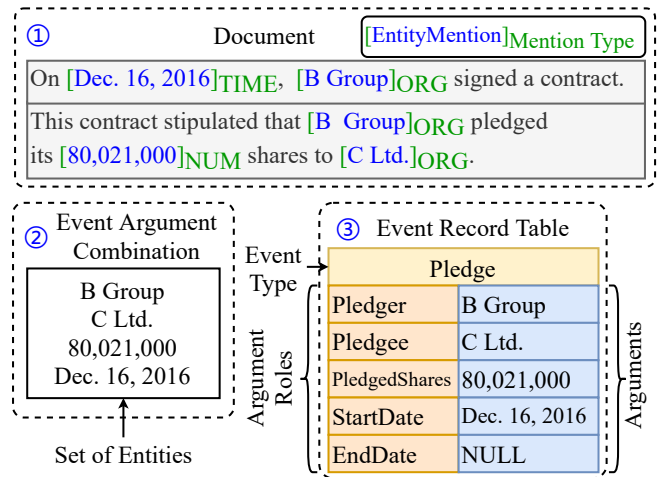 ① Document [EntityMention]Mention Type
On [Dec. 16, 2016]TIME, [B Group]ORG signed a contract.
This contract stipulated that [B Group]ORG pledged
its [80,021,000]NUM shares to [C Ltd.]ORG.
② Event Argument
Combination
B Group
C Ltd.
80,021,000
Dec. 16, 2016
Set of Entities
③ Event Record Table
Event
Type
Pledge
Argument
Roles
Pledger B Group
Pledgee C Ltd.
PledgedShares 80,021,000
StartDate Dec. 16, 2016
EndDate NULL
Arguments